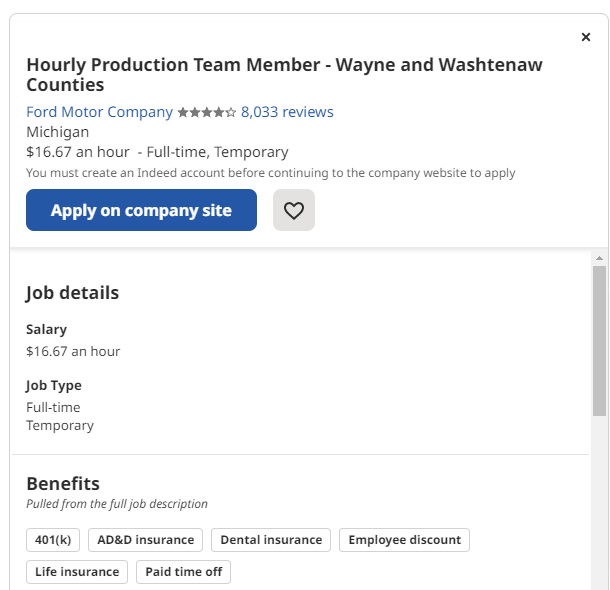 Hourly Production Team Member - Wayne and Washtenaw
Counties
Ford Motor Company 8,033 reviews
Michigan
$16.67 an hour - Full-time, Temporary
You must create an Indeed account before continuing to the company website to apply
Apply on company site
Job details
Salary
$16.67 an hour
Job Type
Full-time
Temporary
Benefits
Pulled from the full job description
401(k) AD&D insurance Dental insurance Employee discount
Life insurance Paid time off